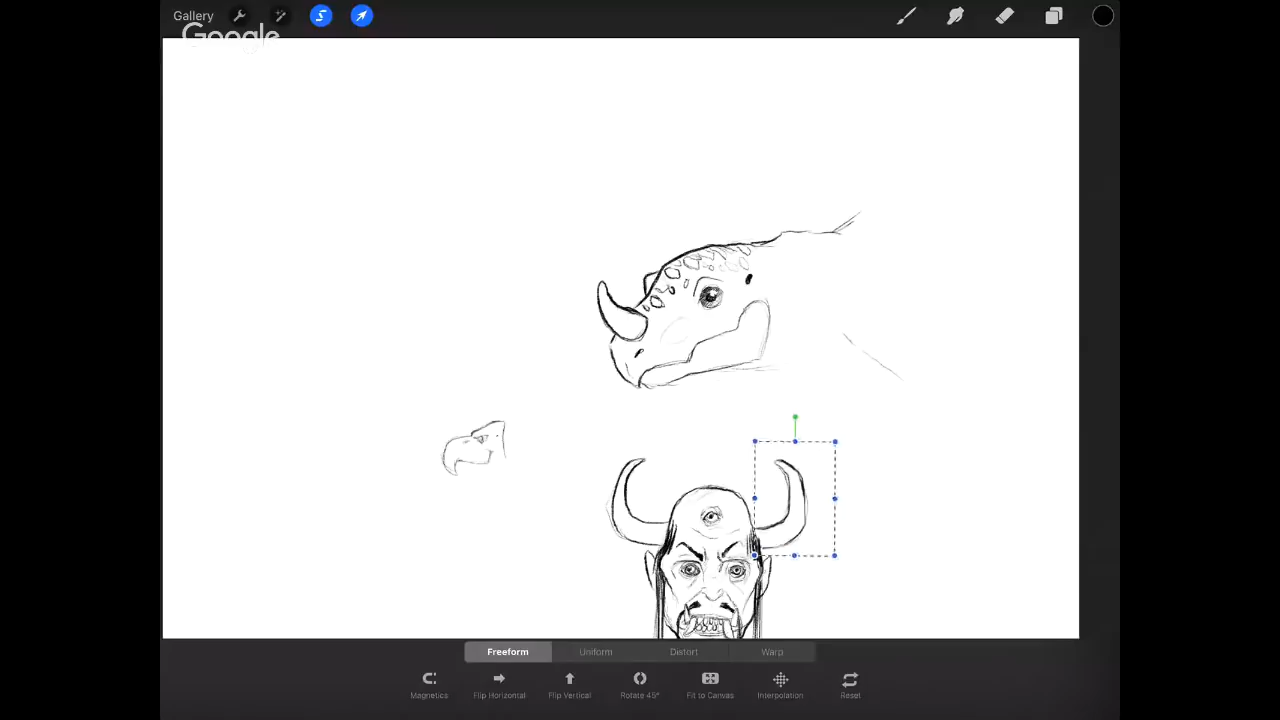 Gallery
Google
Freeform Uniform Distort Warp
Magnetics Flip Horizontal Flip Vertical Rotate 45° Fit to Canvas Interpolation Reset